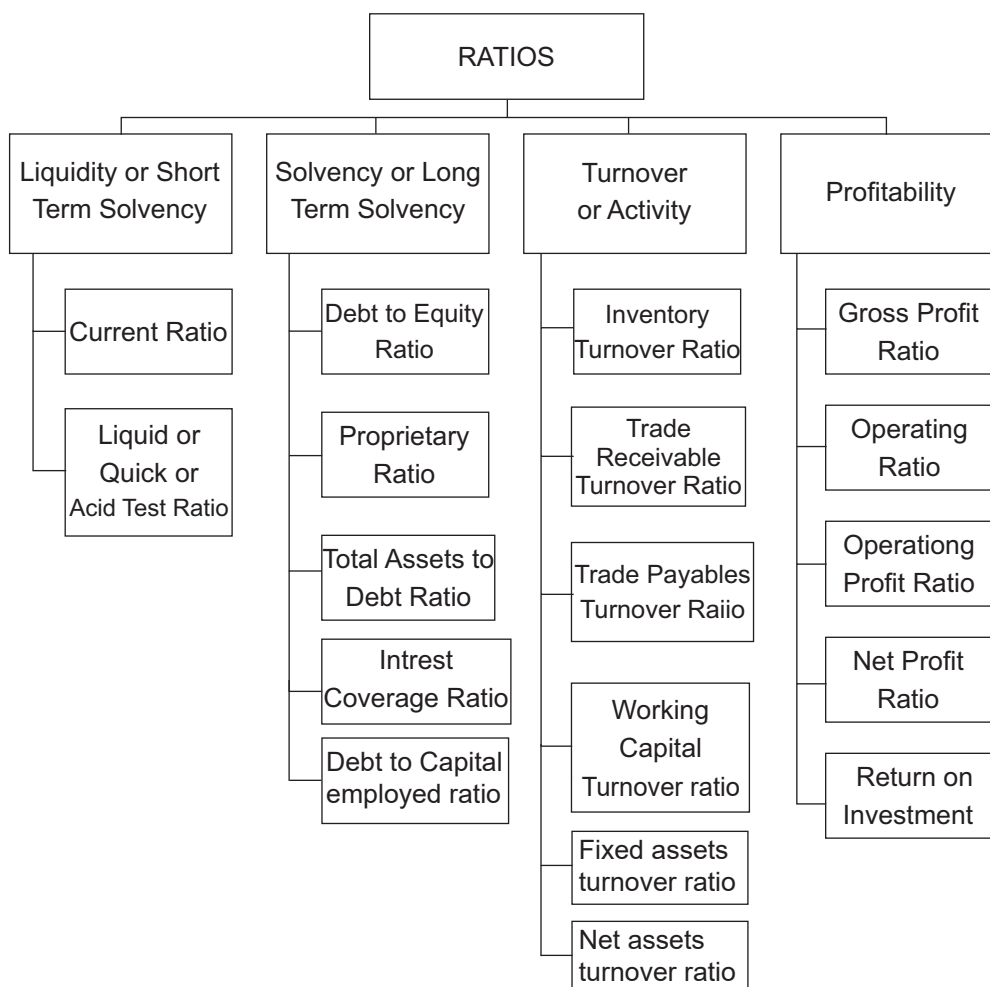 RATIOS
Liquidity or Short
Term Solvency
Current Ratio
Liquid or
Quick or
Acid Test Ratio
Solvency or Long
Term Solvency
Debt to Equity
Ratio
Proprietary
Ratio
Total Assets to
Debt Ratio
Intrest
Coverage Ratio
Debt to Capital
employed ratio
Turnover
or Activity
Inventory
Turnover Ratio
Trade
Receivable
Turnover Ratio
Trade Payables
Turnover Raiio
Working
Capital
Turnover ratio
Fixed assets
turnover ratio
Net assets
turnover ratio
Profitability
Gross Profit
Ratio
Operating
Ratio
Operationg
Profit Ratio
Net Profit
Ratio
Return on
Investment